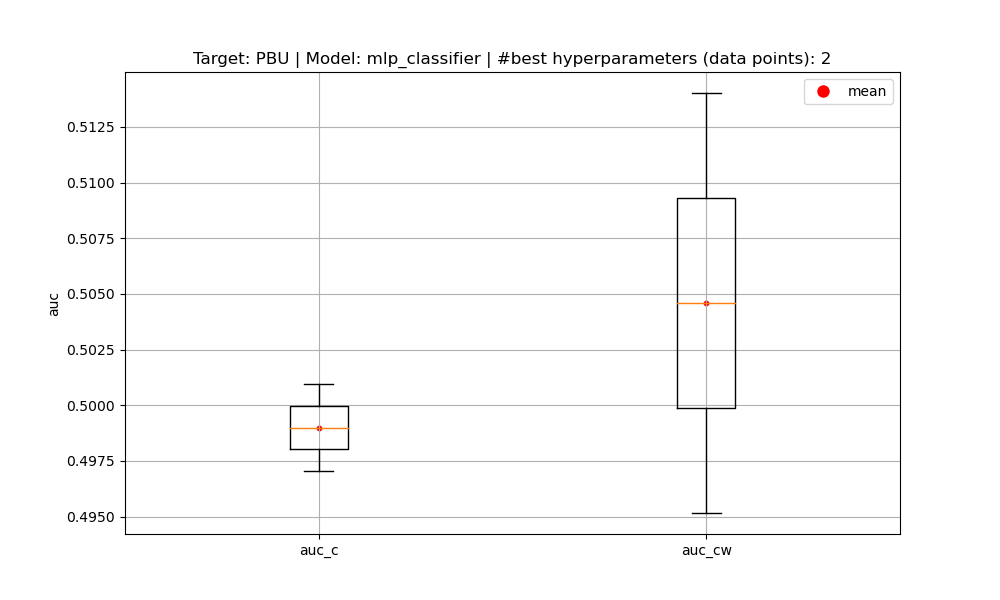 Target: PBU | Model: mlp_classifier | #best hyperparameters (data points): 2
mean
0.5125
0.5100
0.5075
0.5050
0.5025
0.5000
0.4975
0.4950
auc
auc_c
auc_cw